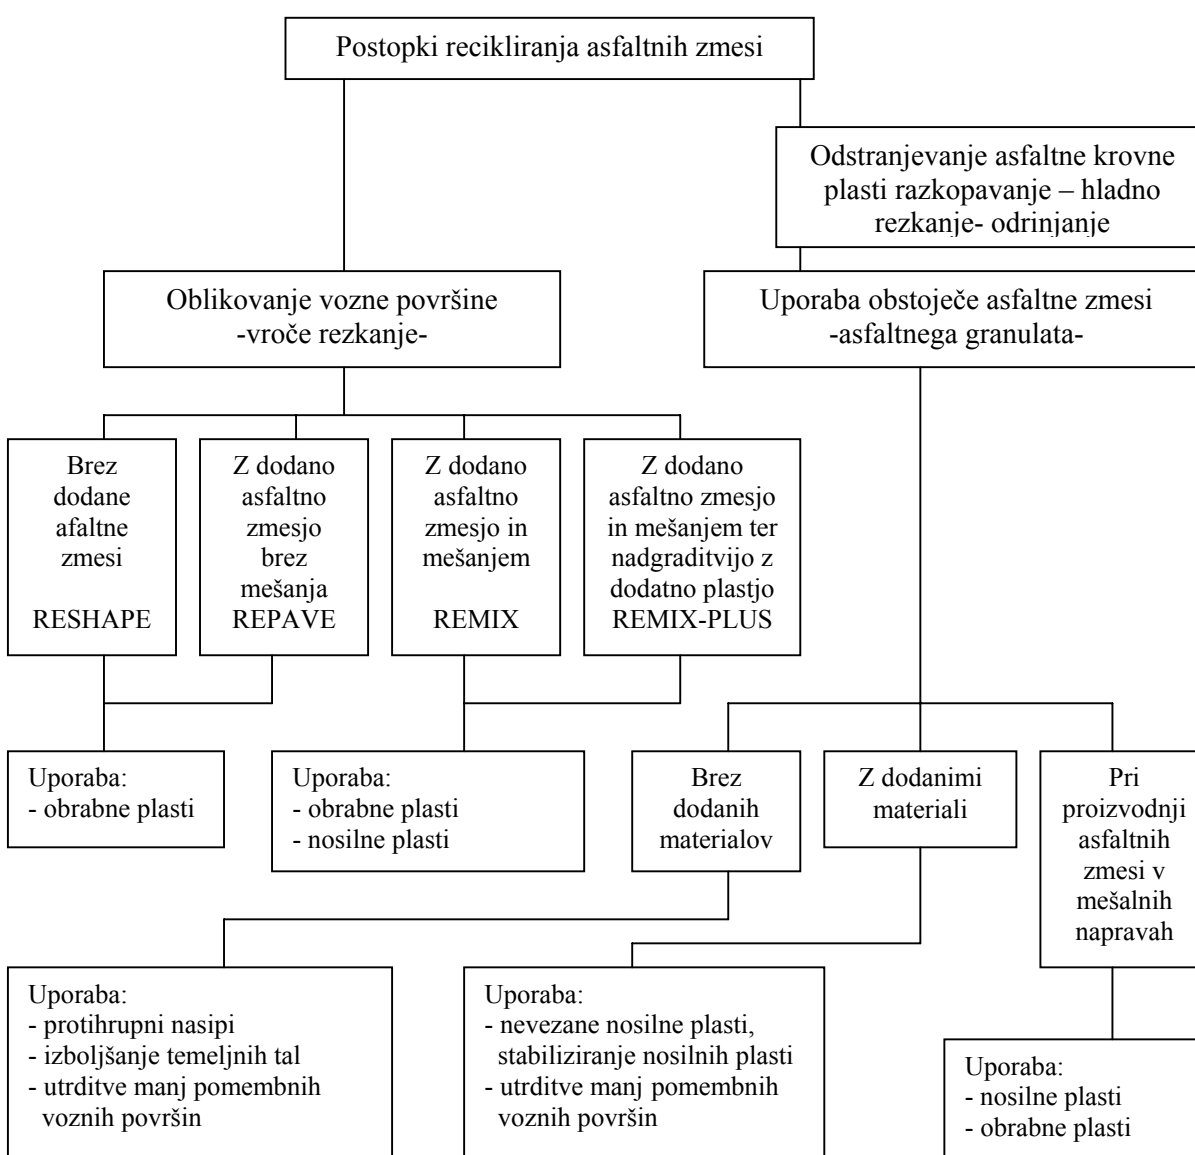 Postopki recikliranja asfaltnih zmesi
Odstranjevanje asfaltne krovne
plasti razkopavanje – hladno
rezkanje- odrinjanje
Oblikovanje vozne površine
-vroče rezkanje-
Uporaba obstoječe asfaltne zmesi
-asfaltnega granulata-
Brez
dodane
afaltne
zmesi
RESHAPE
Z dodano
asfaltno
zmesjo
brez
mešanja
REPAVE
Z dodano
asfaltno
zmesjo in
mešanjem
REMIX
Z dodano
asfaltno zmesjo
in mešanjem ter
nadgraditvijo z
dodatno plastjo
REMIX-PLUS
Uporaba:
- obrabne plasti
Uporaba:
- obrabne plasti
- nosilne plasti
Brez
dodanih
materialov
Z dodanimi
materiali
Pri
proizvodnji
asfaltnih
zmesi v
mešalnih
napravah
Uporaba:
- protihrupni nasipi
- izboljšanje temeljnih tal
- utrditve manj pomembnih
voznih površin
Uporaba:
- nevezane nosilne plasti,
stabiliziranje nosilnih plasti
- utrditve manj pomembnih
voznih površin
Uporaba:
- nosilne plasti
- obrabne plasti